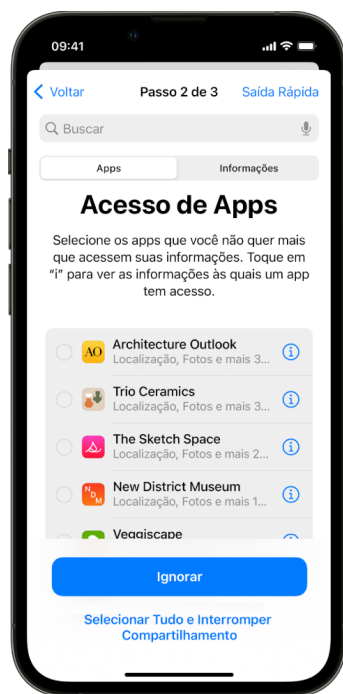 09:41
Voltar Passo 2 de 3 Saída Rápida
Buscar
Apps Informações
Acesso de Apps
Selecione os apps que você não quer mais
que acessem suas informações. Toque em
"i" para ver as informações às quais um app
tem acesso.
AO Architecture Outlook
Localização, Fotos e mais 3...
Trio Ceramics
Localização, Fotos e mais 3...
The Sketch Space
Localização, Fotos e mais 2...
NDM New District Museum
Localização, Fotos e mais 1...
Veggiscape
Ignorar
Selecionar Tudo e Interromper
Compartilhamento